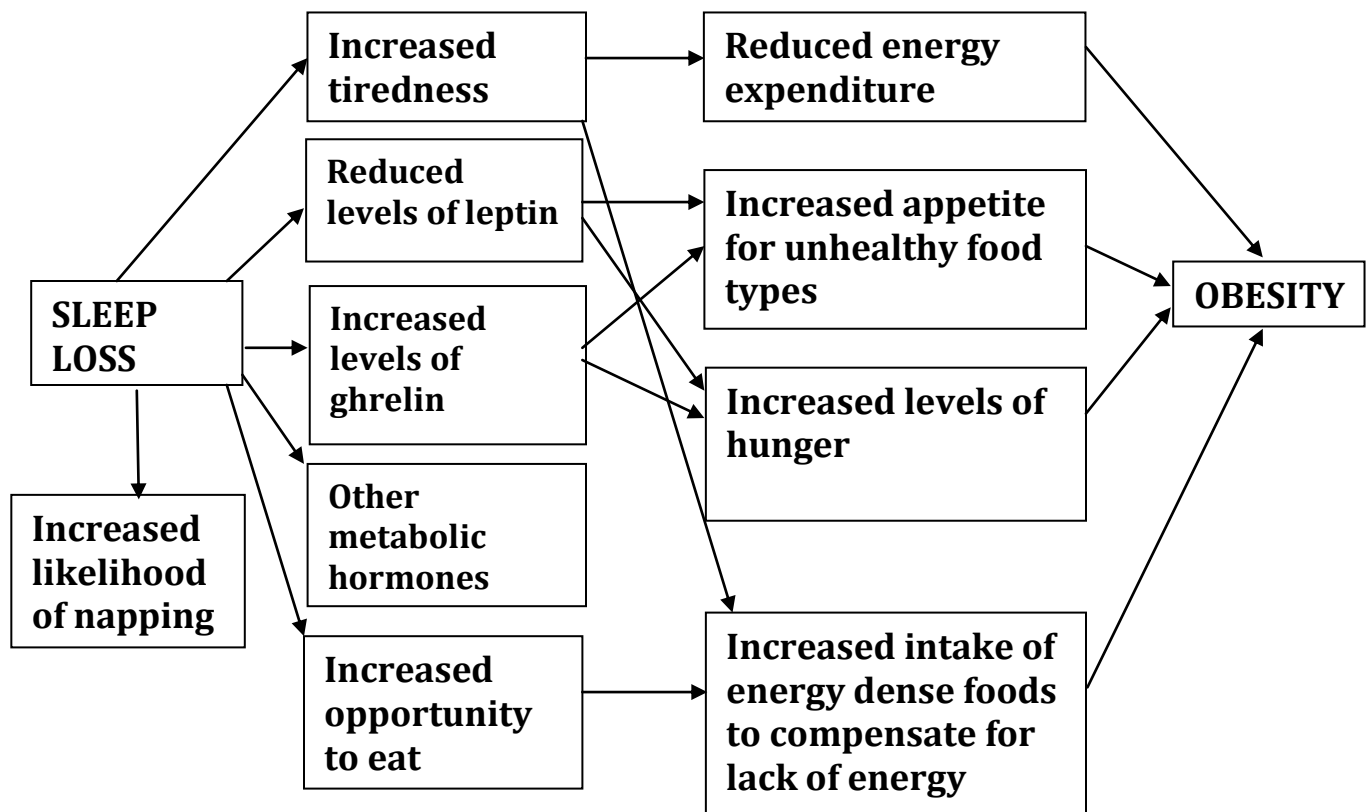 Increased
tiredness
Reduced energy
expenditure
Reduced
levels of leptin
Increased appetite
for unhealthy food
types
SLEEP
LOSS
Increased
levels of
ghrelin
OBESITY
Increased levels of
hunger
Other
metabolic
hormones
Increased
likelihood
of napping
Increased
opportunity
to eat
Increased intake of
energy dense foods
to compensate for
lack of energy